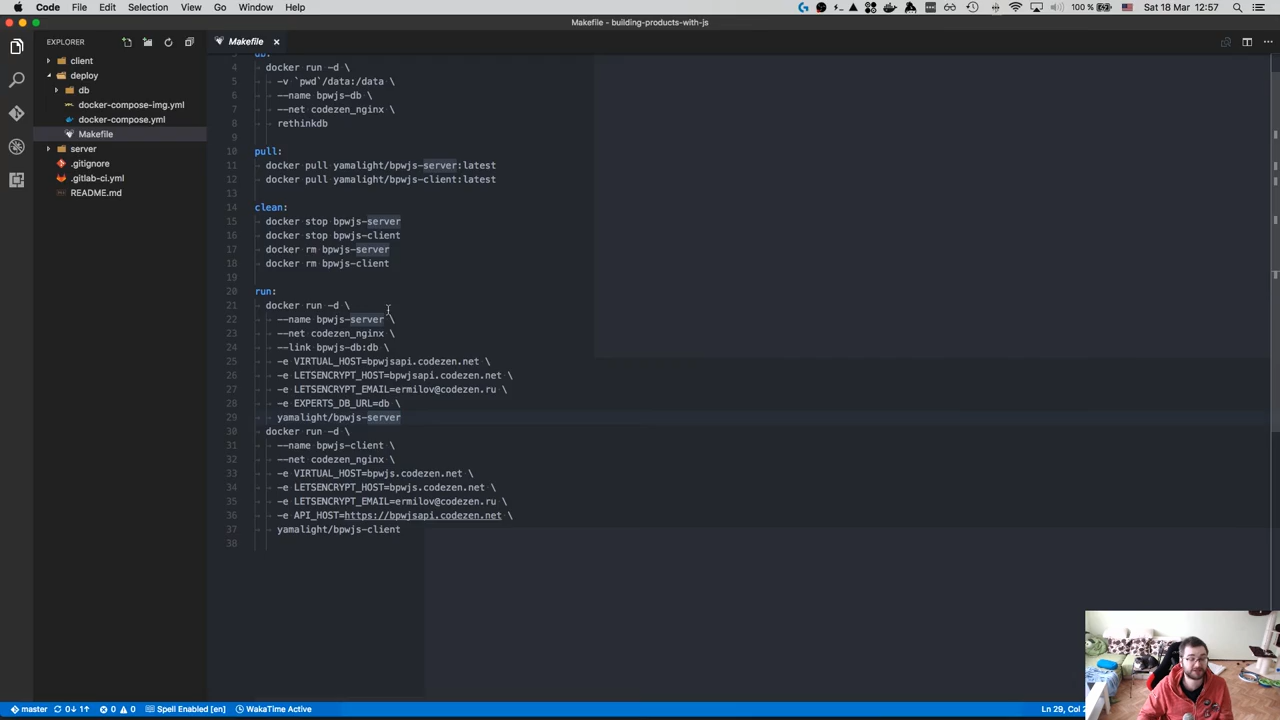 Code File Edit Selection View Go Window Help 100 % Sat 18 Mar 12:57
Makefile - building-products-with-js
EXPLORER
client
deploy
db
docker-compose-img.yml
docker-compose.yml
Makefile
server
.gitignore
.gitlab-ci.yml
README.md
Makefile ×
db:
4 docker run -d \
5 -v `pwd`/data:/data \
6 --name bpwjs-db \
7 --net codezen_nginx \
8 rethinkdb
9
10 pull:
11 docker pull yamalight/bpwjs-server:latest
12 docker pull yamalight/bpwjs-client:latest
13
14 clean:
15 docker stop bpwjs-server
16 docker stop bpwjs-client
17 docker rm bpwjs-server
18 docker rm bpwjs-client
19
20 run:
21 docker run -d \
22 --name bpwjs-server \
23 --net codezen_nginx \
24 --link bpwjs-db:db \
25 -e VIRTUAL_HOST=bpwjsapi.codezen.net \
26 -e LETSENCRYPT_HOST=bpwjsapi.codezen.net \
27 -e LETSENCRYPT_EMAIL=ermilov@codezen.ru \
28 -e EXPERTS_DB_URL=db \
29 yamalight/bpwjs-server
30 docker run -d \
31 --name bpwjs-client \
32 --net codezen_nginx \
33 -e VIRTUAL_HOST=bpwjs.codezen.net \
34 -e LETSENCRYPT_HOST=bpwjs.codezen.net \
35 -e LETSENCRYPT_EMAIL=ermilov@codezen.ru \
36 -e API_HOST=https://bpwjsapi.codezen.net \
37 yamalight/bpwjs-client
38
master 0↓ 1↑ 0 0 Spell Enabled [en] WakaTime Active Ln 29, Col